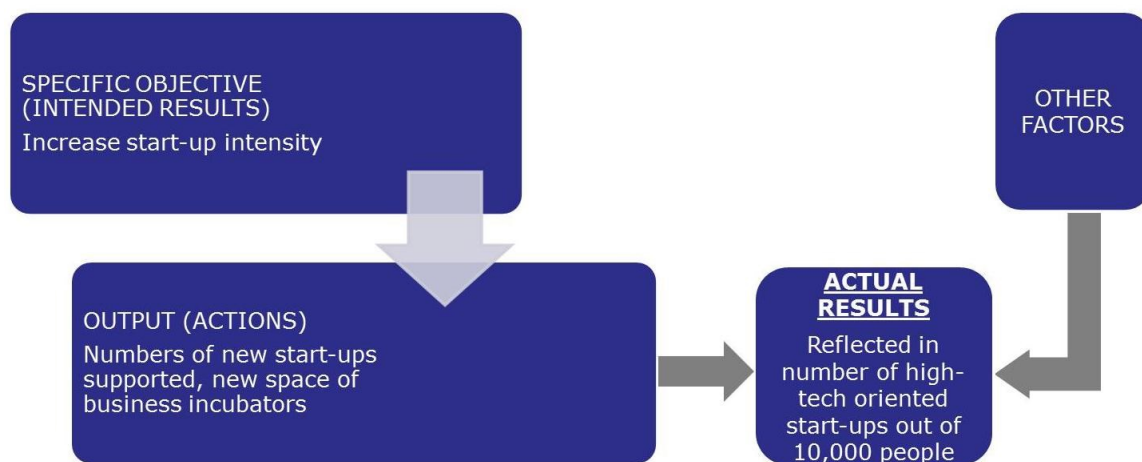 SPECIFIC OBJECTIVE
(INTENDED RESULTS)
Increase start-up intensity
OTHER
FACTORS
OUTPUT (ACTIONS)
Numbers of new start-ups
supported, new space of
business incubators
ACTUAL
RESULTS
Reflected in
number of high-
tech oriented
start-ups out of
10,000 people